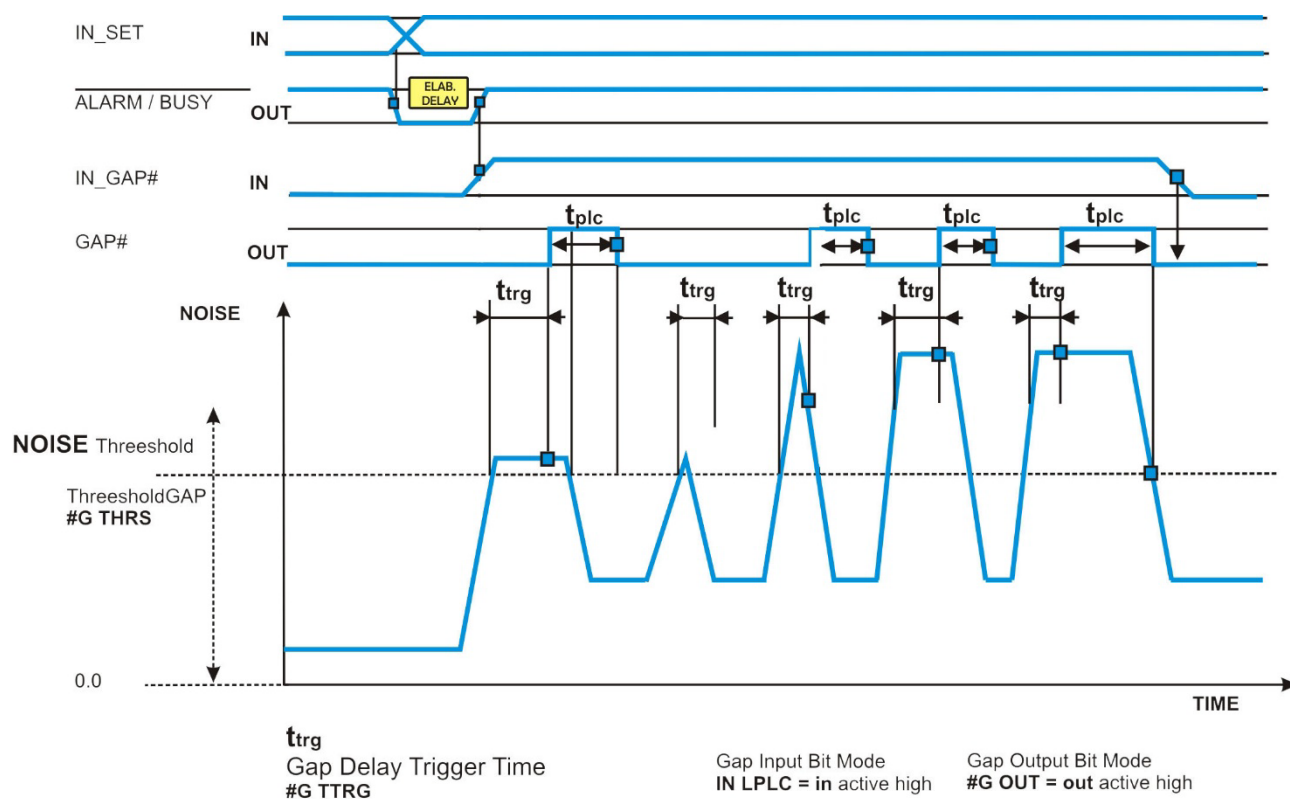 IN_SET IN
ELAB. DELAY
ALARM / BUSY OUT
IN_GAP# IN
GAP# OUT
tplc tplc tplc tplc
ttrg ttrg ttrg ttrg ttrg
NOISE
NOISE Threeshold
ThreesholdGAP
#G THRS
0.0
TIME
ttrg
Gap Delay Trigger Time
#G TTRG
Gap Input Bit Mode
IN LPLC = in active high
Gap Output Bit Mode
#G OUT = out active high